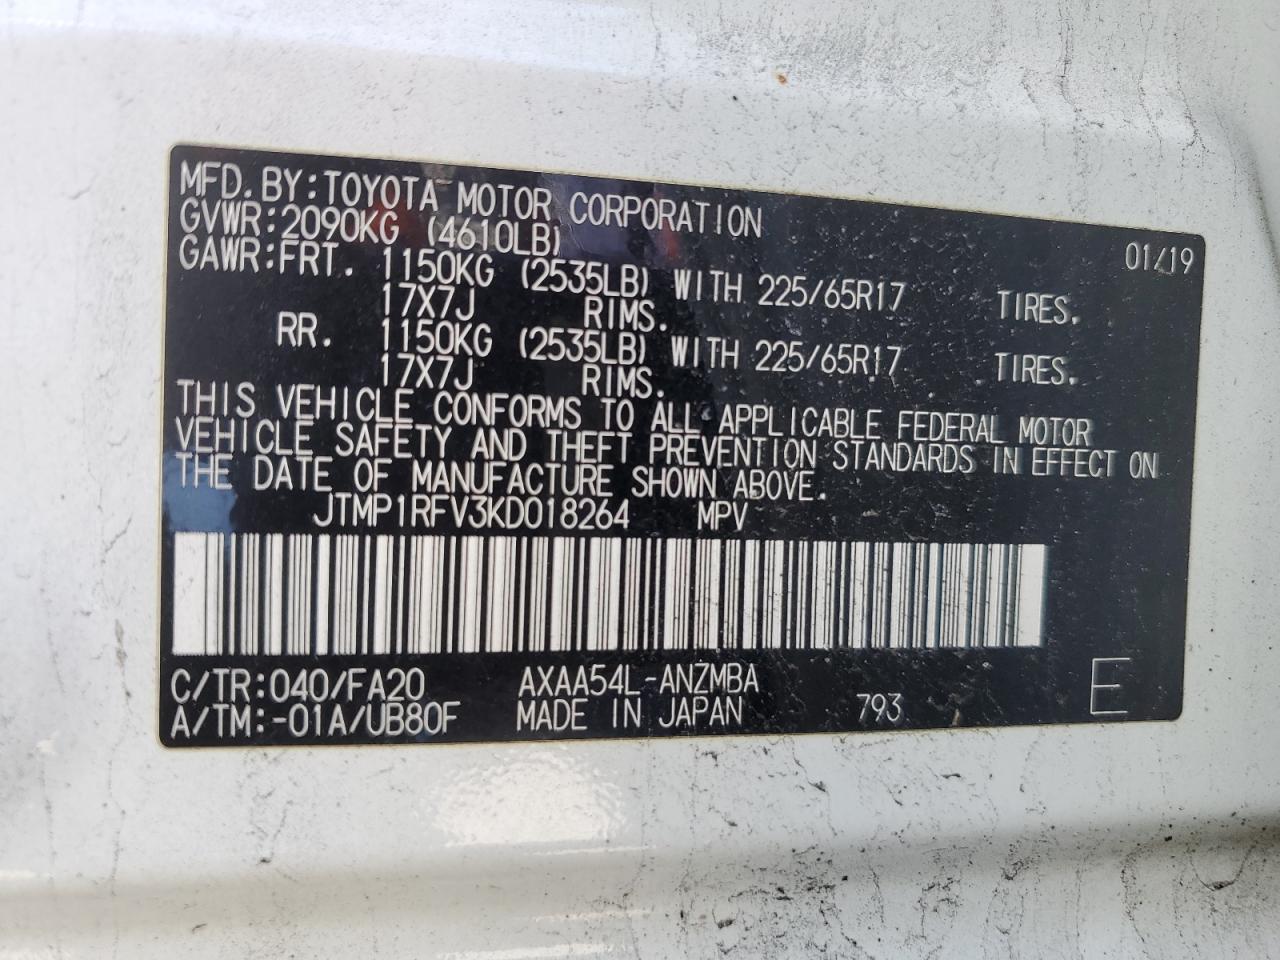 MFD. BY: TOYOTA MOTOR CORPORATION 01/19
GVWR: 2090KG (4610LB)
GAWR: FRT. 1150KG (2535LB) WITH 225/65R17 TIRES.
17X7J RIMS.
RR. 1150KG (2535LB) WITH 225/65R17 TIRES.
17X7J RIMS.
THIS VEHICLE CONFORMS TO ALL APPLICABLE FEDERAL MOTOR
VEHICLE SAFETY AND THEFT PREVENTION STANDARDS IN EFFECT ON
THE DATE OF MANUFACTURE SHOWN ABOVE.
JTMP1RFV3KD018264 MPV
C/TR: 040/FA20 AXAA54L-ANZMBA
A/TM: -01A/UB80F MADE IN JAPAN 793 E